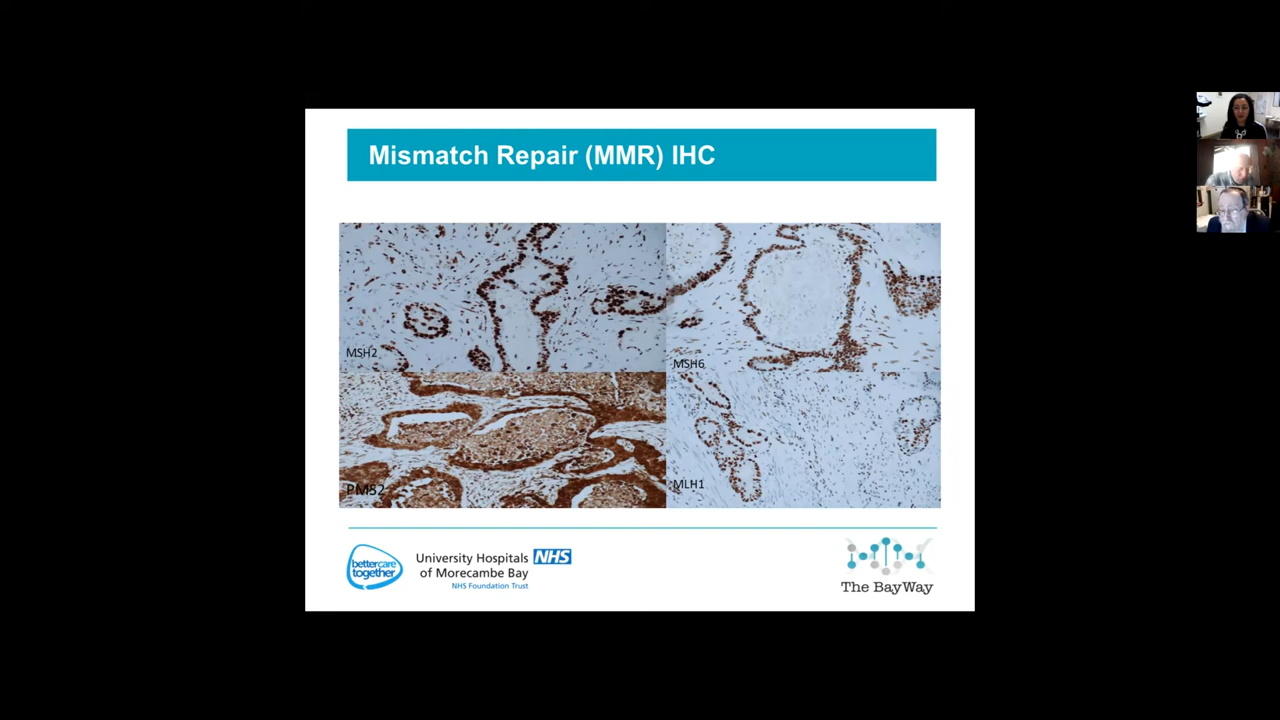 Mismatch Repair (MMR) IHC
MSH2
MSH6
PMS2
MLH1
bettercare
together
University Hospitals NHS
of Morecambe Bay
NHS Foundation Trust
The BayWay